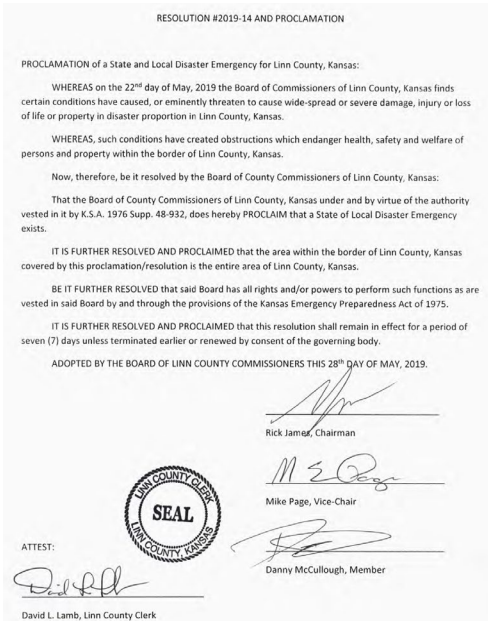 RESOLUTION #2019-14 AND PROCLAMATION
PROCLAMATION of a State and Local Disaster Emergency for Linn County, Kansas:
WHEREAS on the 22nd day of May, 2019 the Board of Commissioners of Linn County, Kansas finds
certain conditions have caused, or eminently threaten to cause wide-spread or severe damage, injury or loss
of life or property in disaster proportion in Linn County, Kansas.
WHEREAS, such conditions have created obstructions which endanger health, safety and welfare of
persons and property within the border of Linn County, Kansas.
Now, therefore, be it resolved by the Board of County Commissioners of Linn County, Kansas:
That the Board of County Commissioners of Linn County, Kansas under and by virtue of the authority
vested in it by K.S.A. 1976 Supp. 48-932, does hereby PROCLAIM that a State of Local Disaster Emergency
exists.
IT IS FURTHER RESOLVED AND PROCLAIMED that the area within the border of Linn County, Kansas
covered by this proclamation/resolution is the entire area of Linn County, Kansas.
BE IT FURTHER RESOLVED that said Board has all rights and/or powers to perform such functions as are
vested in said Board by and through the provisions of the Kansas Emergency Preparedness Act of 1975.
IT IS FURTHER RESOLVED AND PROCLAIMED that this resolution shall remain in effect for a period of
seven (7) days unless terminated earlier or renewed by consent of the governing body.
ADOPTED BY THE BOARD OF LINN COUNTY COMMISSIONERS THIS 28th DAY OF MAY, 2019.
Rick James, Chairman
M E Page
Mike Page, Vice-Chair
LINN COUNTY CLERK
SEAL
LINN COUNTY, KANSAS
Danny McCullough, Member
ATTEST:
David L. Lamb, Linn County Clerk